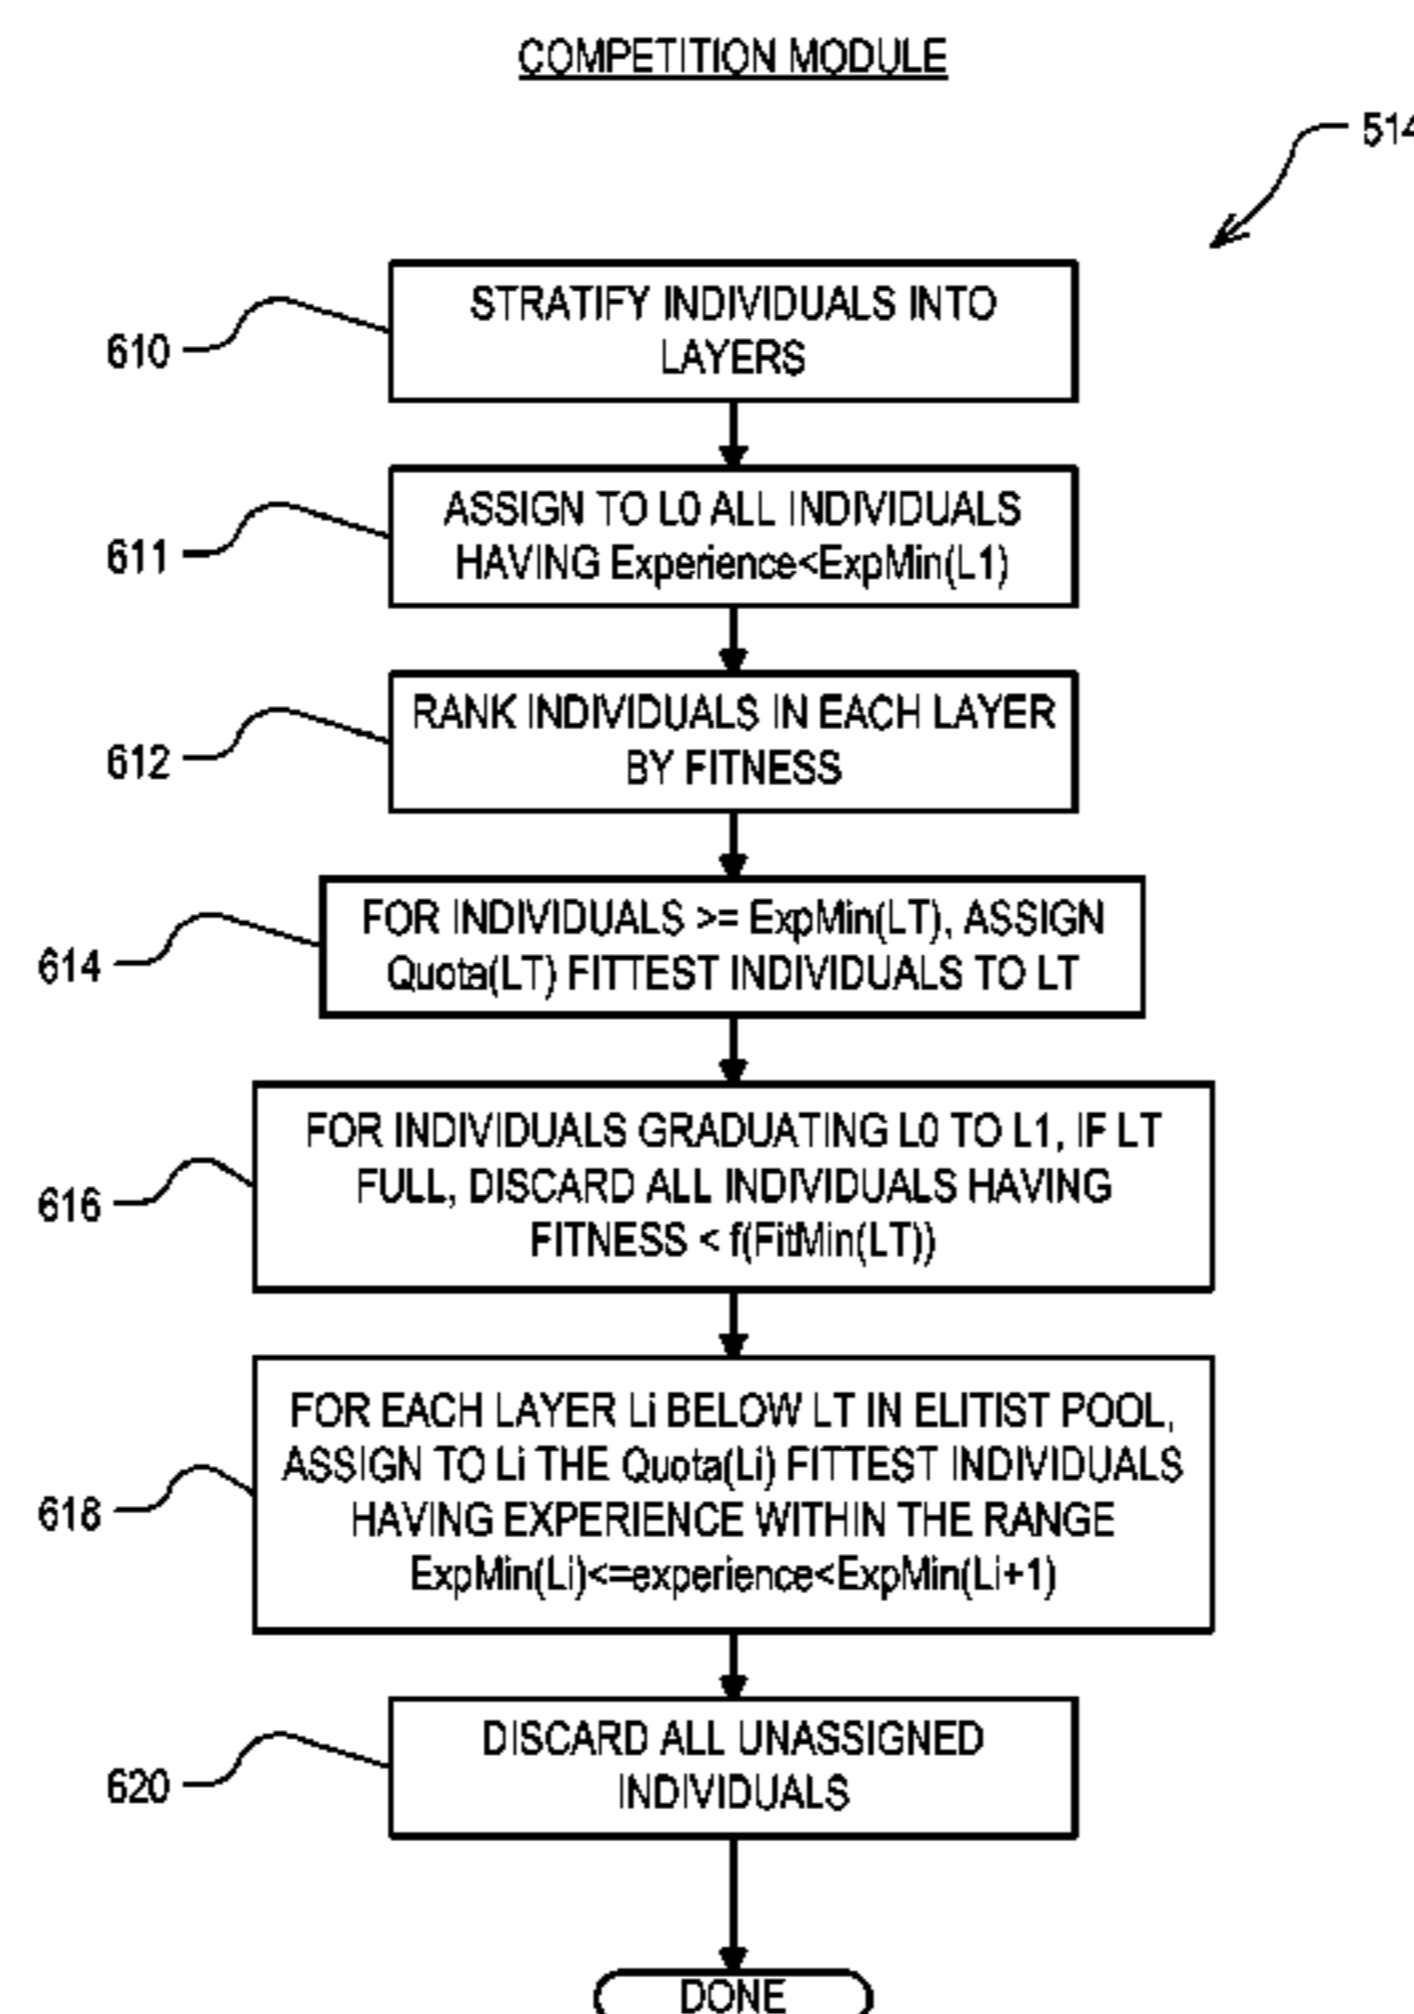 COMPETITION MODULE
514
STRATIFY INDIVIDUALS INTO
LAYERS
610
ASSIGN TO L0 ALL INDIVIDUALS
HAVING Experience<ExpMin(L1)
611
RANK INDIVIDUALS IN EACH LAYER
BY FITNESS
612
FOR INDIVIDUALS >= ExpMin(LT), ASSIGN
Quota(LT) FITTEST INDIVIDUALS TO LT
614
FOR INDIVIDUALS GRADUATING L0 TO L1, IF LT
FULL, DISCARD ALL INDIVIDUALS HAVING
FITNESS < f(FitMin(LT))
616
FOR EACH LAYER Li BELOW LT IN ELITIST POOL,
ASSIGN TO Li THE Quota(Li) FITTEST INDIVIDUALS
HAVING EXPERIENCE WITHIN THE RANGE
ExpMin(Li)<=experience<ExpMin(Li+1)
618
DISCARD ALL UNASSIGNED
INDIVIDUALS
620
DONE